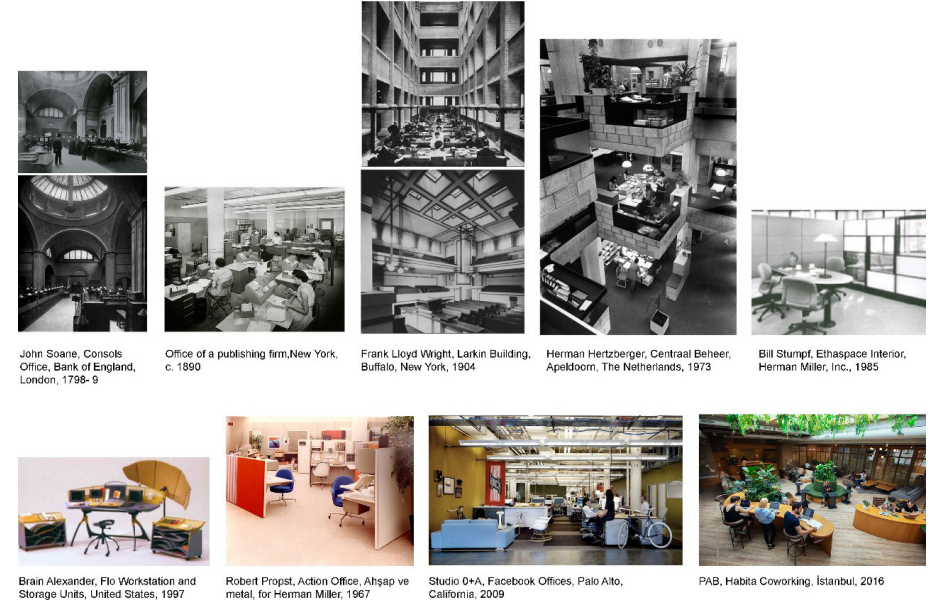 John Soane, Consols
Office, Bank of England,
London, 1798- 9
Office of a publishing firm,New York,
c. 1890
Frank Lloyd Wright, Larkin Building,
Buffalo, New York, 1904
Herman Hertzberger, Centraal Beheer,
Apeldoorn, The Netherlands, 1973
Bill Stumpf, Ethaspace Interior,
Herman Miller, Inc., 1985
Brain Alexander, Flo Workstation and
Storage Units, United States, 1997
Robert Propst, Action Office, Ahşap ve
metal, for Herman Miller, 1967
Studio 0+A, Facebook Offices, Palo Alto,
California, 2009
PAB, Habita Coworking, İstanbul, 2016